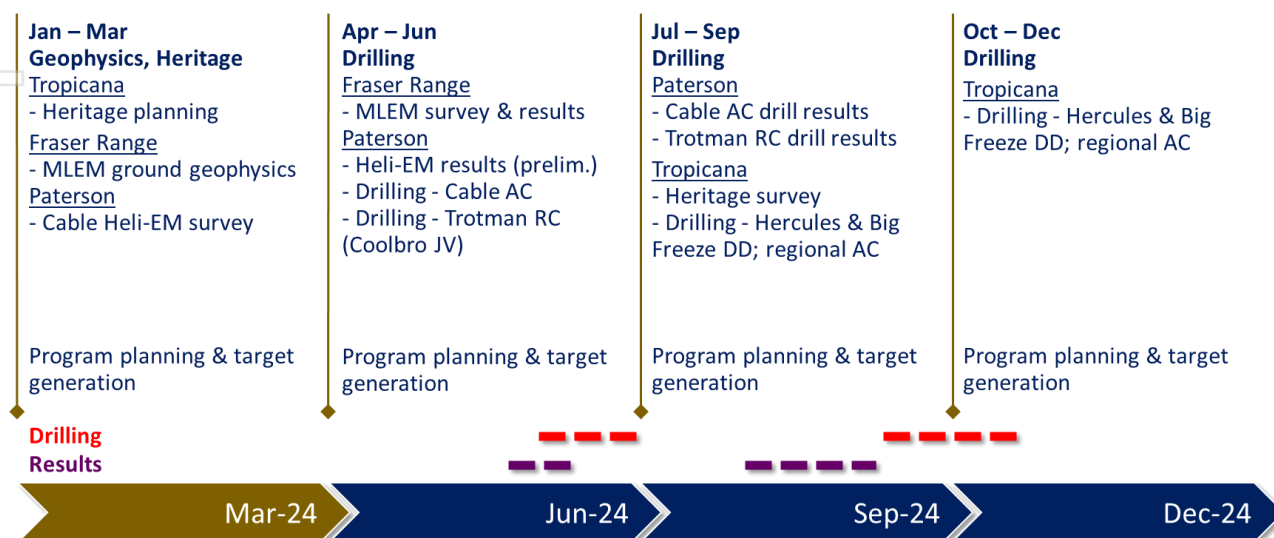 Jan – Mar
Geophysics, Heritage
Tropicana
- Heritage planning
Fraser Range
- MLEM ground geophysics
Paterson
- Cable Heli-EM survey
Program planning & target
generation
Apr – Jun
Drilling
Fraser Range
- MLEM survey & results
Paterson
- Heli-EM results (prelim.)
- Drilling - Cable AC
- Drilling - Trotman RC
(Coolbro JV)
Program planning & target
generation
Jul – Sep
Drilling
Paterson
- Cable AC drill results
- Trotman RC drill results
Tropicana
- Heritage survey
- Drilling - Hercules & Big
Freeze DD; regional AC
Program planning & target
generation
Oct – Dec
Drilling
Tropicana
- Drilling - Hercules & Big
Freeze DD; regional AC
Program planning & target
generation
Drilling
Results
Mar-24
Jun-24
Sep-24
Dec-24